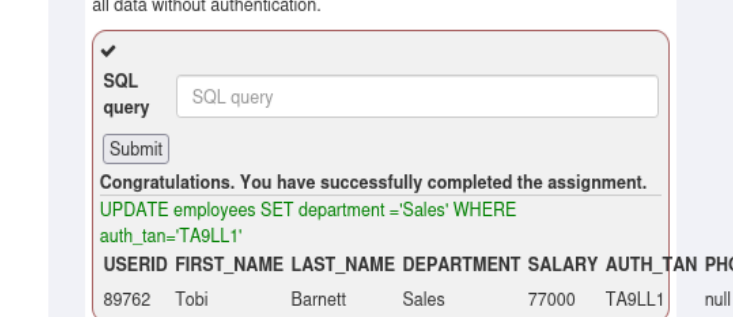 all data without authentication.
SQL query
SQL query
Submit
Congratulations. You have successfully completed the assignment.
UPDATE employees SET department ='Sales' WHERE
auth_tan='TA9LL1'
USERID FIRST_NAME LAST_NAME DEPARTMENT SALARY AUTH_TAN PHO
89762 Tobi Barnett Sales 77000 TA9LL1 null